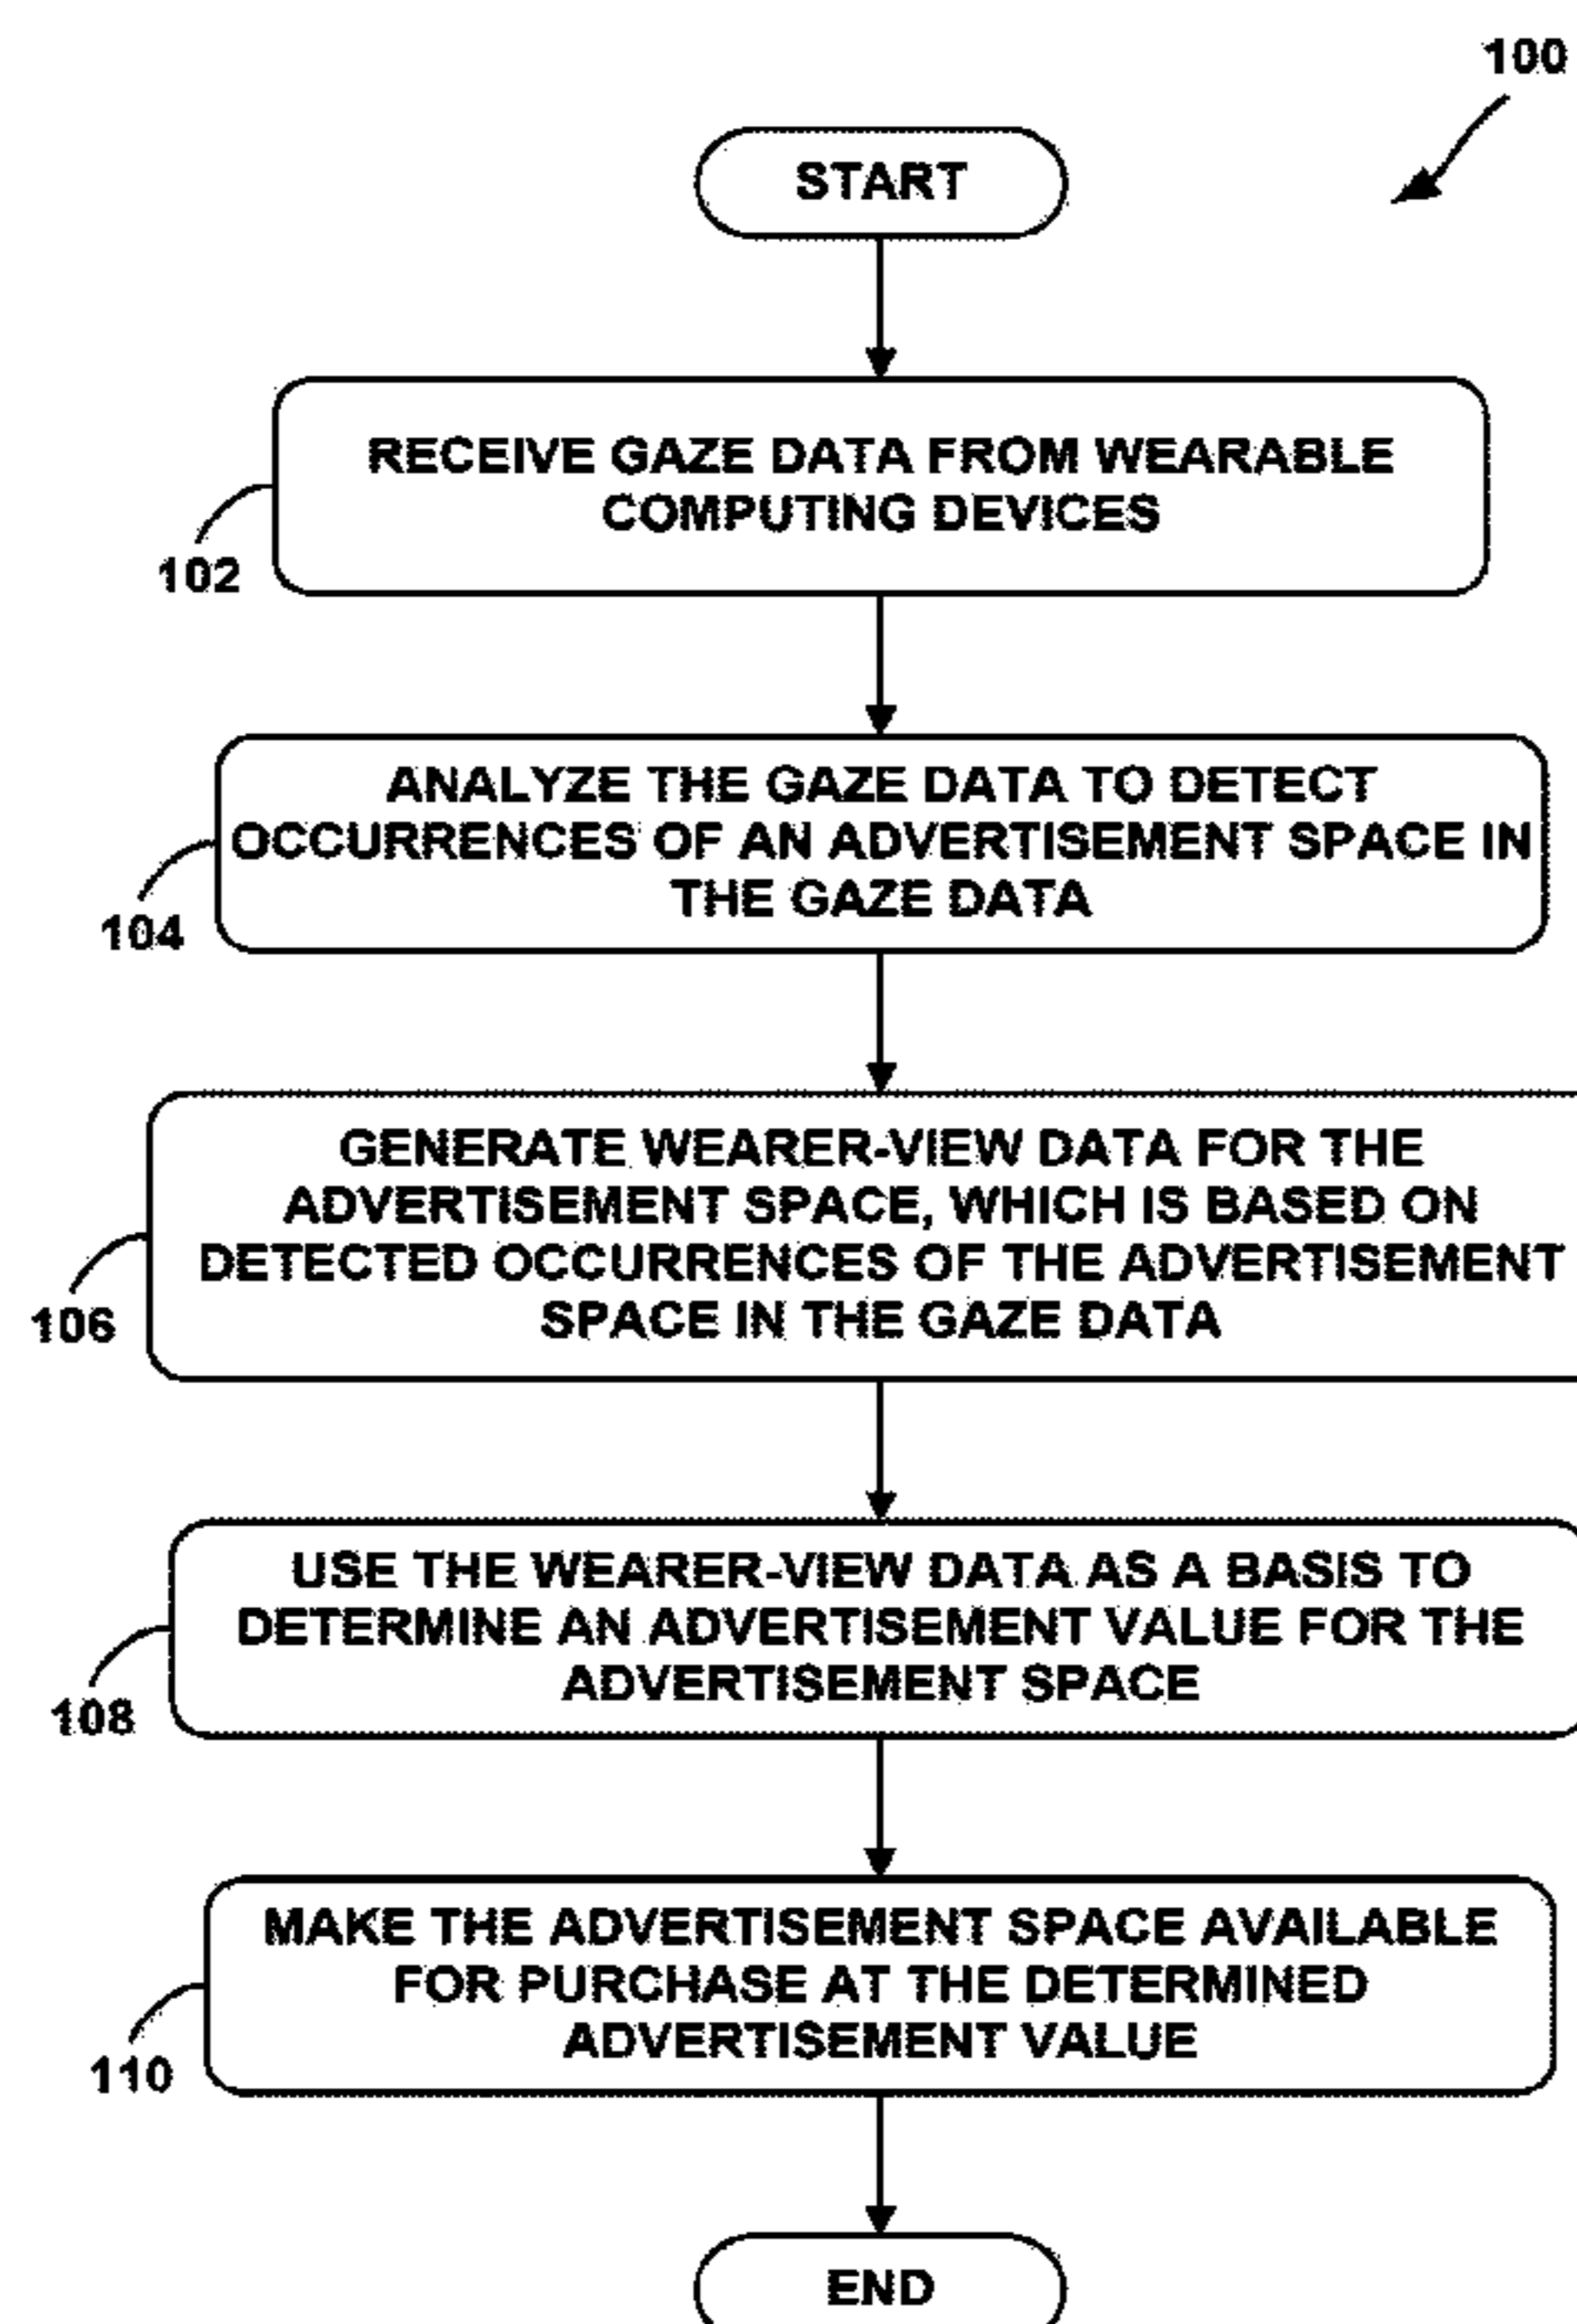 100
START
RECEIVE GAZE DATA FROM WEARABLE
COMPUTING DEVICES
102
ANALYZE THE GAZE DATA TO DETECT
OCCURRENCES OF AN ADVERTISEMENT SPACE IN
THE GAZE DATA
104
GENERATE WEARER-VIEW DATA FOR THE
ADVERTISEMENT SPACE, WHICH IS BASED ON
DETECTED OCCURRENCES OF THE ADVERTISEMENT
SPACE IN THE GAZE DATA
106
USE THE WEARER-VIEW DATA AS A BASIS TO
DETERMINE AN ADVERTISEMENT VALUE FOR THE
ADVERTISEMENT SPACE
108
MAKE THE ADVERTISEMENT SPACE AVAILABLE
FOR PURCHASE AT THE DETERMINED
ADVERTISEMENT VALUE
110
END